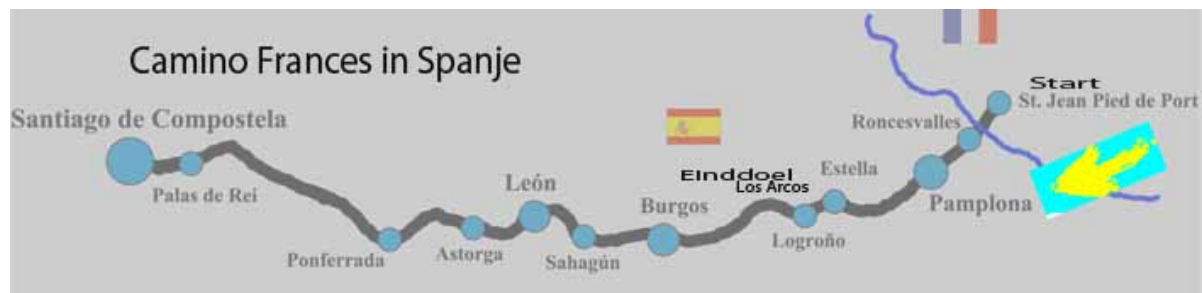 Camino Frances in Spanje
Start
St. Jean Pied de Port
Santiago de Compostela
Roncesvalles
Einddoel
Los Arcos
Estella
Palas de Rei
León
Burgos
Pamplona
Logroño
Ponferrada
Astorga
Sahagún